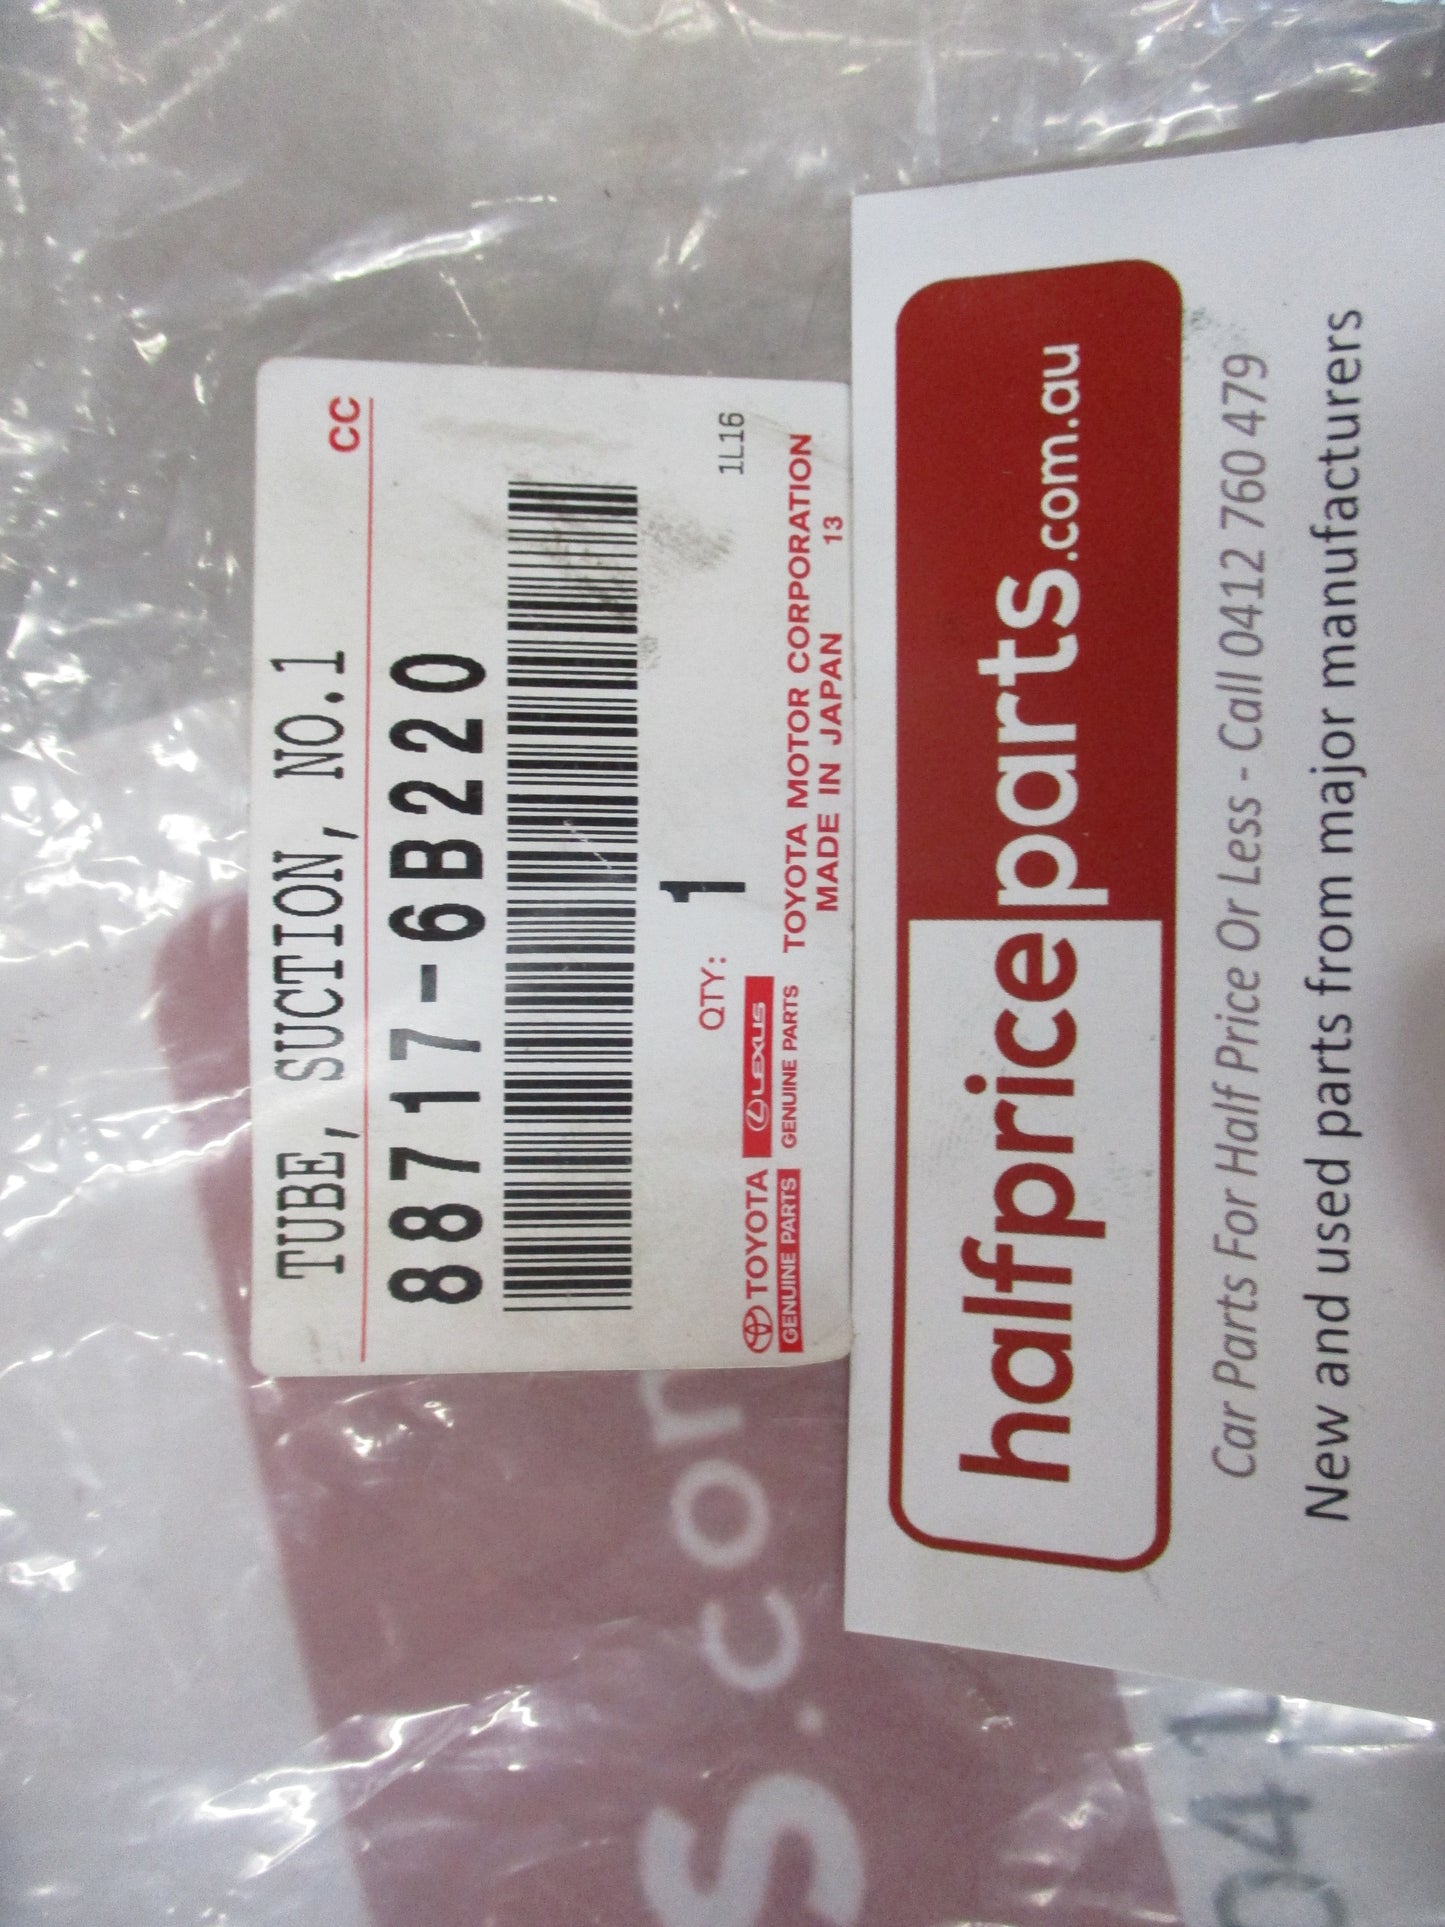 TUBE, SUCTION, NO.1
CC
88717-6B220
QTY: 1
1L16
TOYOTA LEXUS
GENUINE PARTS GENUINE PARTS
TOYOTA MOTOR CORPORATION
MADE IN JAPAN 13
halfpriceparts.com.au
Car Parts For Half Price Or Less - Call 0412 760 479
New and used parts from major manufacturers
s.com
041